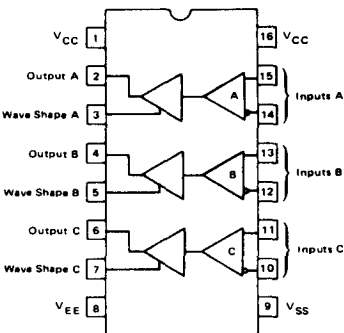 VCC 1 16 VCC
Output A 2 15
A Inputs A
Wave Shape A 3 14
Output B 4 13
B Inputs B
Wave Shape B 5 12
Output C 6 11
C Inputs C
Wave Shape C 7 10
VEE 8 9 VSS